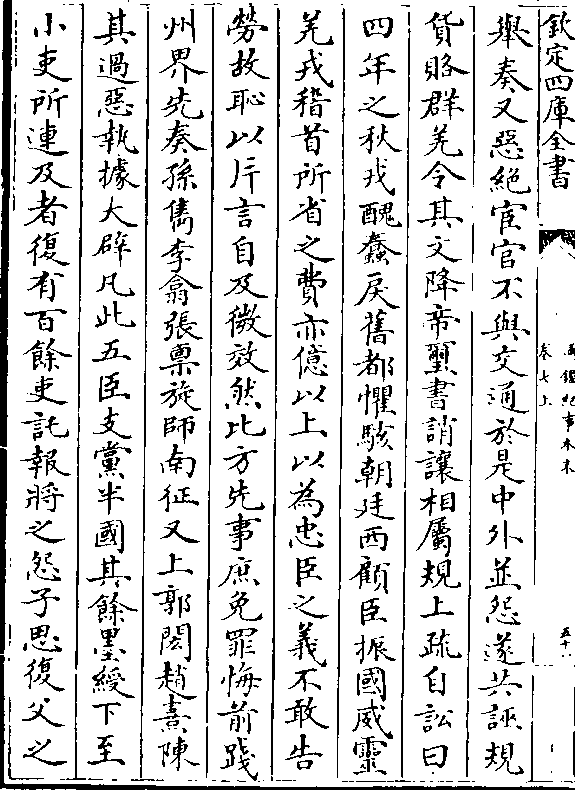 欽定四庫全書
卷七上
五十一
舉奏又惡絕宦官不與交通於是中外並怨遂共誣規
貨賂群羌令其文降帝璽書誚讓相屬規上疏自訟曰
四年之秋戎醜蠢戾舊都懼駭朝廷西顧臣振國威靈
羌戎稽首所省之費亦億以上以為忠臣之義不敢告
勞故恥以片言自及微效然比方先事庶免罪悔前踐
州界先奏孫雋李翕張禀旋師南征又上郭閎趙熹陳
其過惡執據大辟凡此五臣支黨半國其餘墨綬下至
小吏所連及者復有百餘吏託報將之怨子思復父之